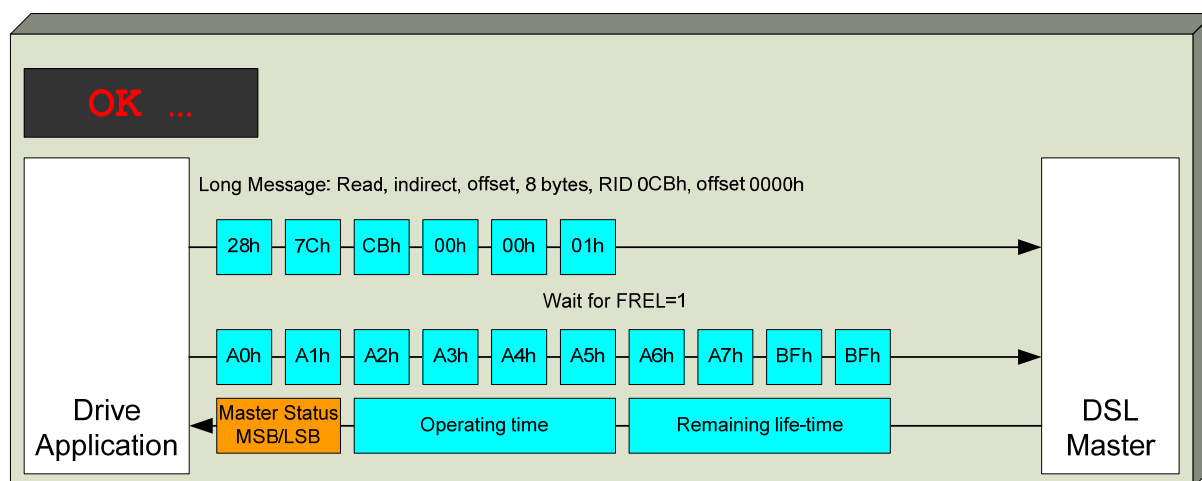 OK ...
Long Message: Read, indirect, offset, 8 bytes, RID 0CBh, offset 0000h
28h 7Ch CBh 00h 00h 01h
Wait for FREL=1
A0h A1h A2h A3h A4h A5h A6h A7h BFh BFh
Master Status
MSB/LSB
Operating time
Remaining life-time
Drive
Application
DSL
Master